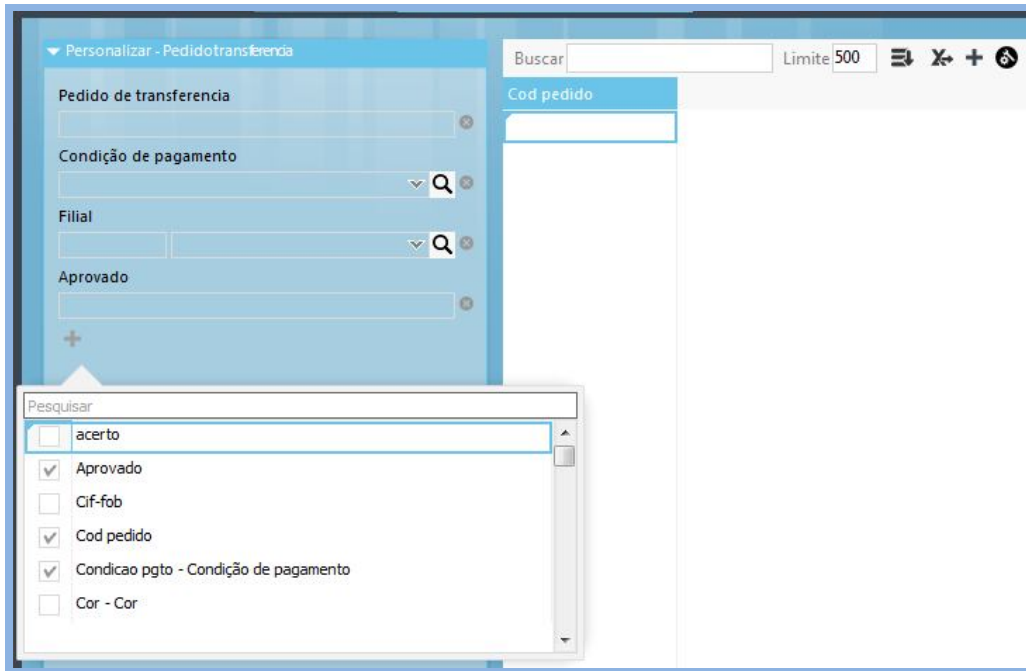 Personalizar - Pedidotransferencia
Pedido de transferencia
Condição de pagamento
Filial
Aprovado
Buscar
Limite 500
Cod pedido
Pesquisar
acerto
Aprovado
Cif-fob
Cod pedido
Condicao pgto - Condição de pagamento
Cor - Cor